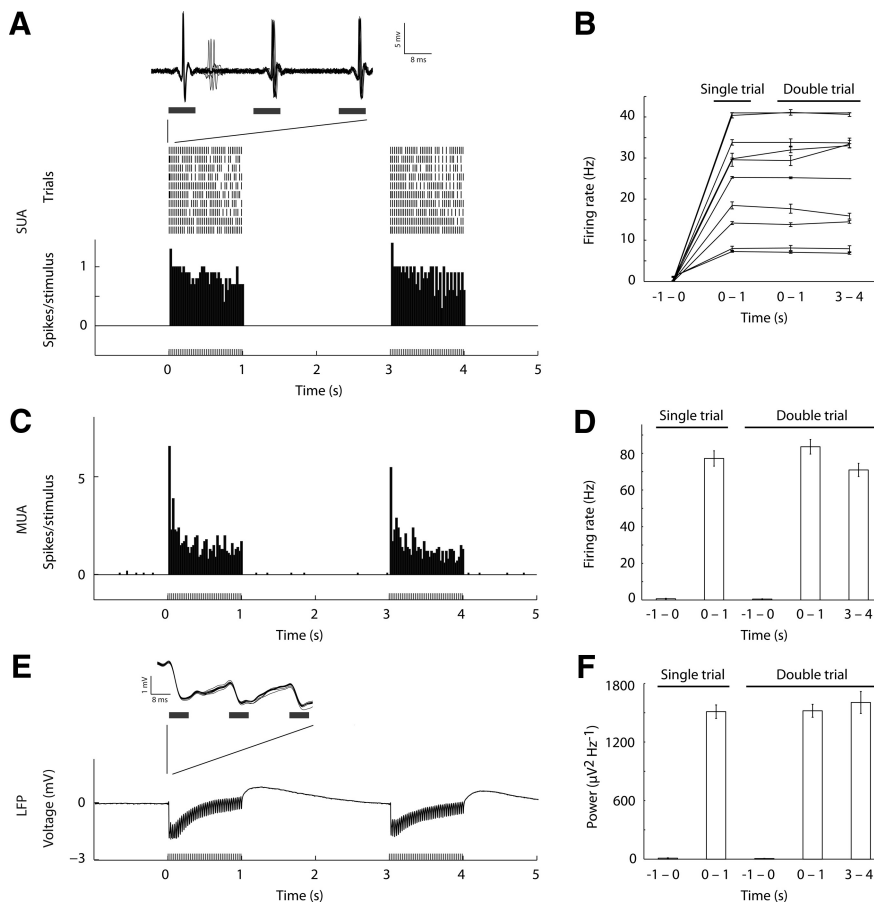 A
5 mv
8 ms
SUA
Trials
Spikes/stimulus
1
0
0
1
2
3
4
5
Time (s)
B
Single trial
Double trial
Firing rate (Hz)
40
30
20
10
0
-1 – 0
0 – 1
0 – 1
3 – 4
Time (s)
C
MUA
Spikes/stimulus
5
0
0
1
2
3
4
5
Time (s)
D
Single trial
Double trial
Firing rate (Hz)
80
60
40
20
0
-1 – 0
0 – 1
-1 – 0
0 – 1
3 – 4
Time (s)
E
1 mV
8 ms
LFP
Voltage (mV)
0
−3
0
1
2
3
4
5
Time (s)
F
Single trial
Double trial
Power (µV² Hz⁻¹)
1800
1200
600
0
-1 – 0
0 – 1
-1 – 0
0 – 1
3 – 4
Time (s)